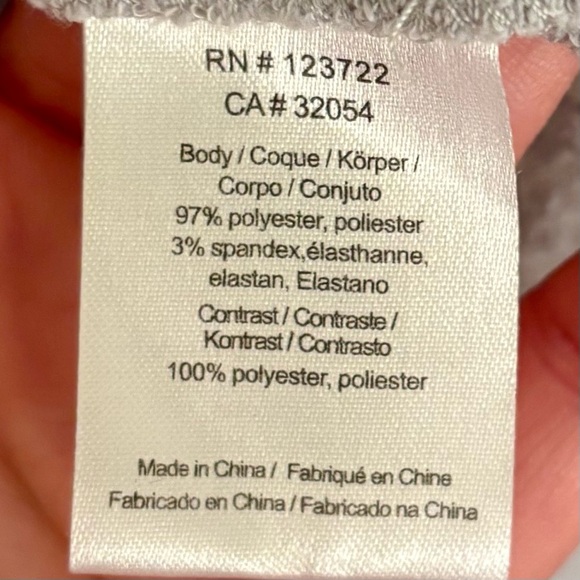 RN # 123722
CA# 32054
Body / Coque / Körper /
Corpo / Conjuto
97% polyester, poliester
3% spandex,élasthanne,
elastan, Elastano
Contrast / Contraste /
Kontrast / Contrasto
100% polyester, poliester
Made in China / Fabriqué en Chine
Fabricado en China / Fabricado na China